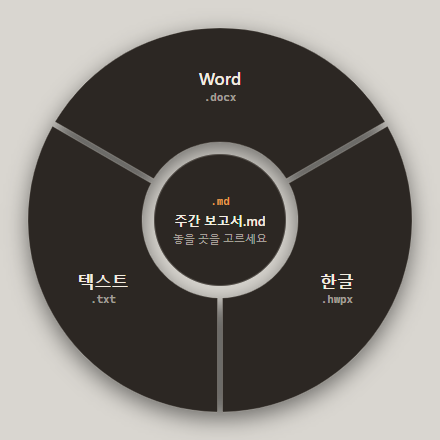 Word
.docx
.md
주간 보고서.md
놓을 곳을 고르세요
텍스트
.txt
한글
.hwpx